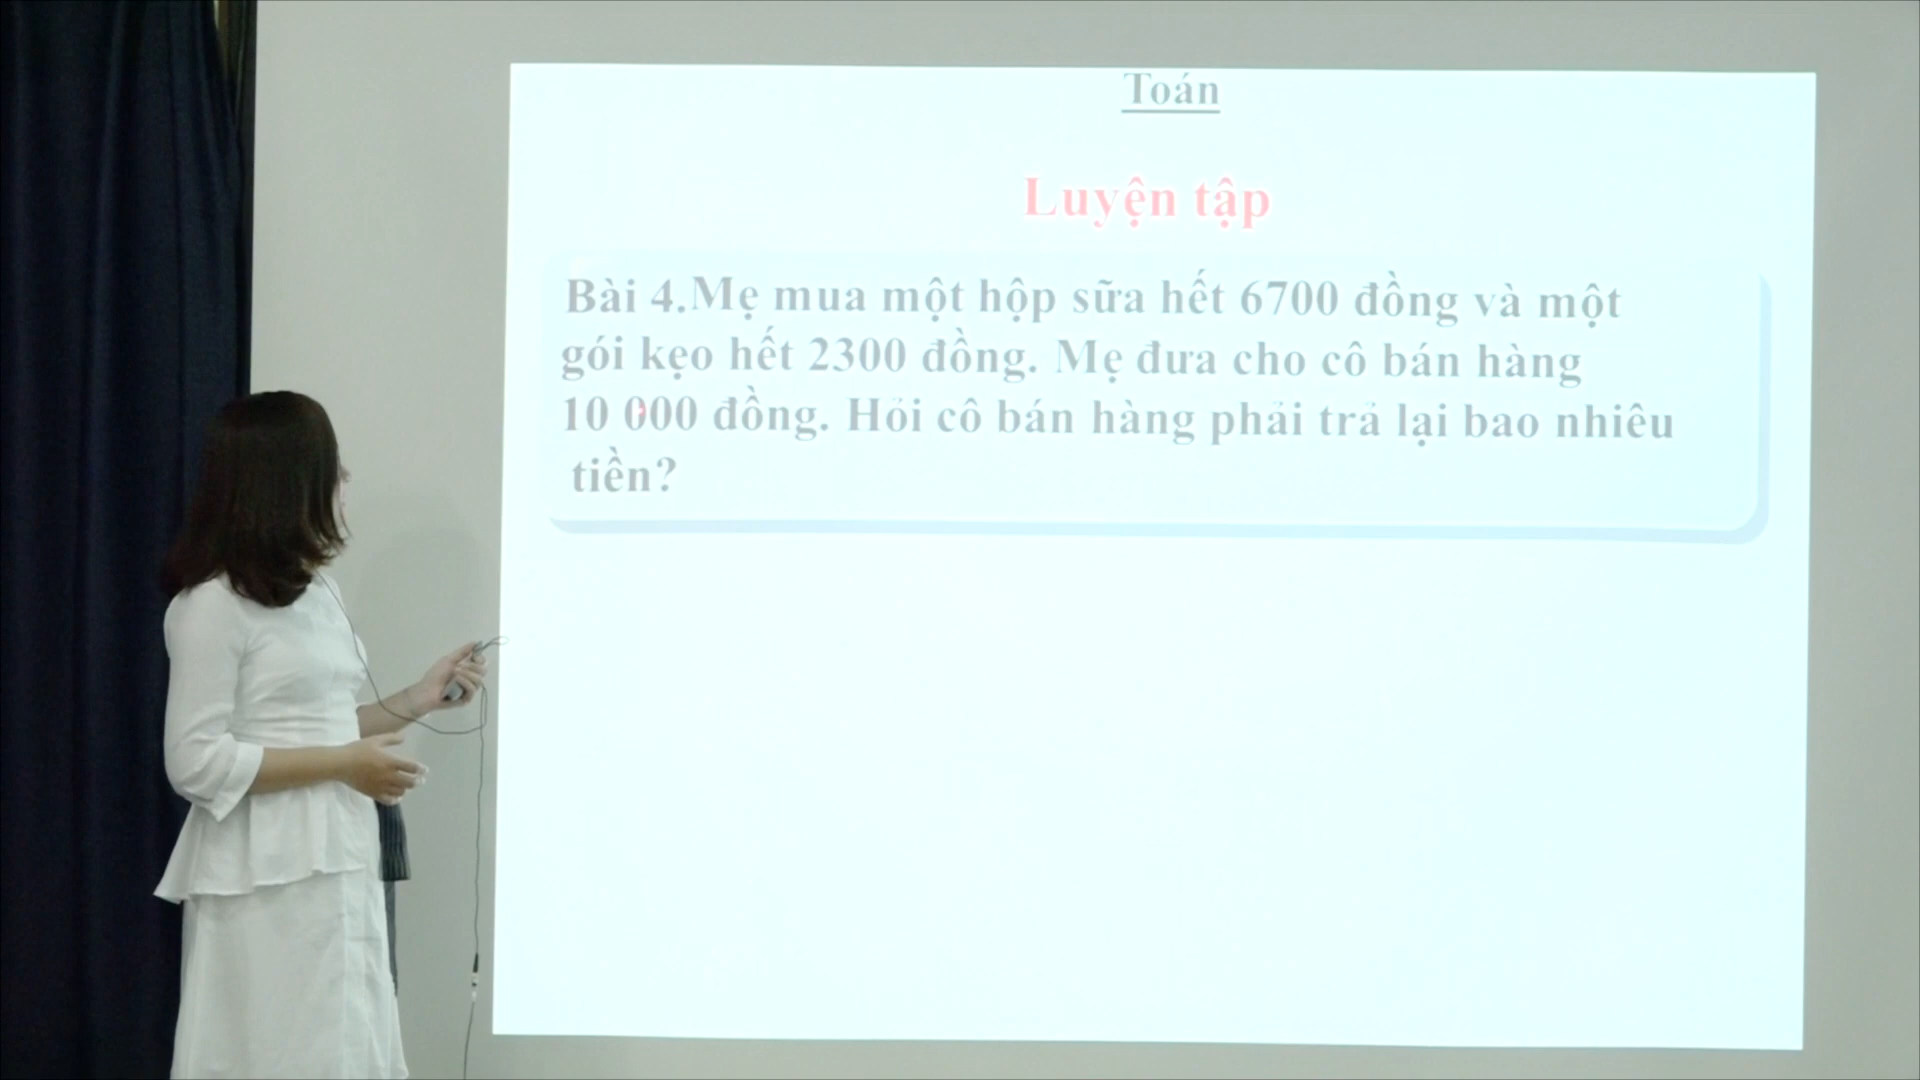 Toán
Luyện tập
Bài 4.Mẹ mua một hộp sữa hết 6700 đồng và một
gói kẹo hết 2300 đồng. Mẹ đưa cho cô bán hàng
10 000 đồng. Hỏi cô bán hàng phải trả lại bao nhiêu
tiền?